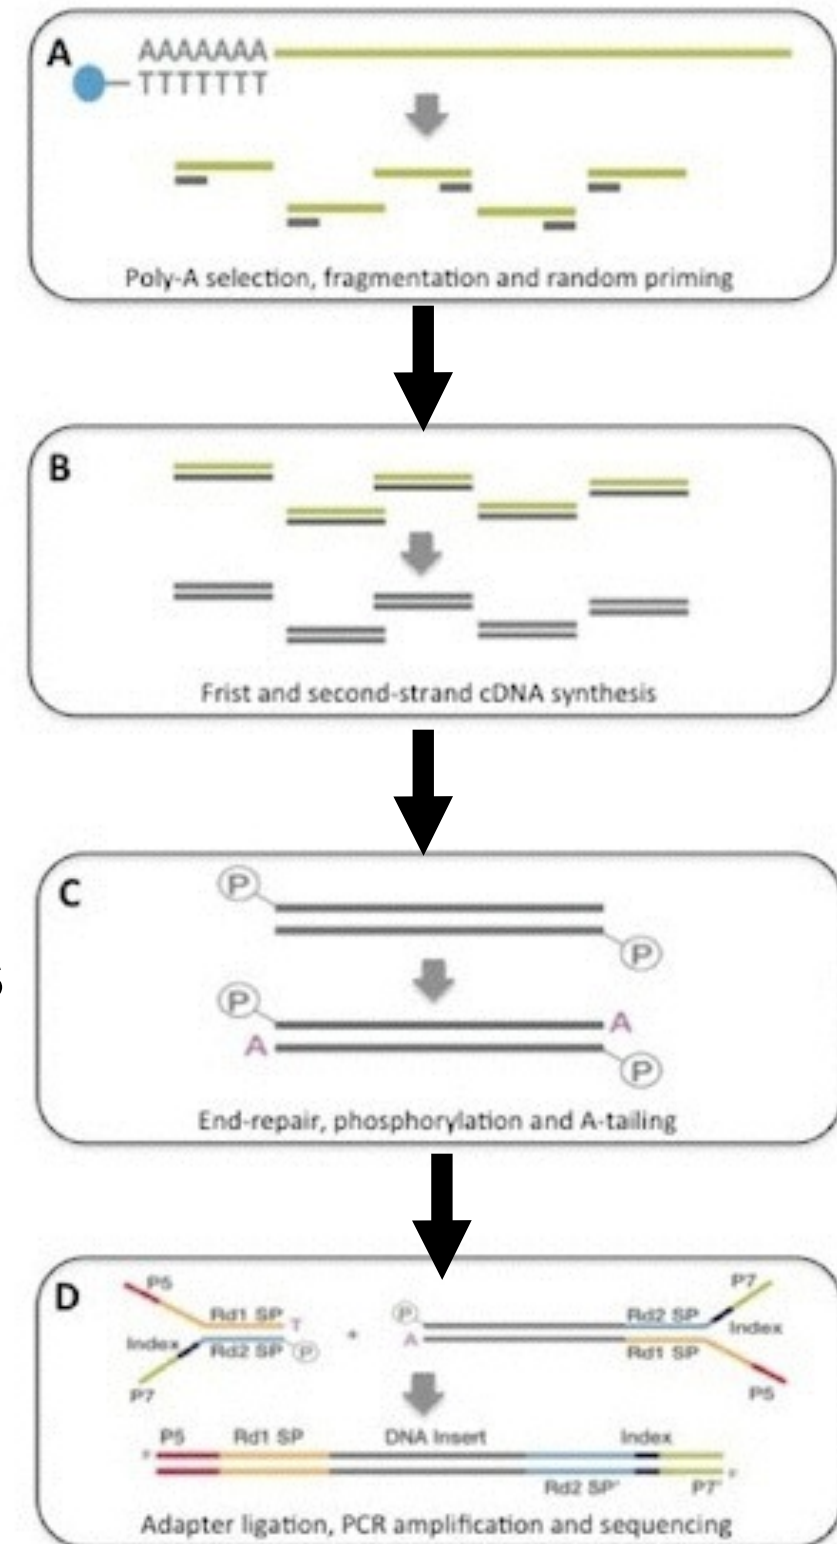 A
AAAAAAA
TTTTTTT
Poly-A selection, fragmentation and random priming
B
Frist and second-strand cDNA synthesis
C
P
P
P
A
A
P
End-repair, phosphorylation and A-tailing
D
P5
P7
Rd1 SP
T
P
Rd2 SP
Index
Index
Rd2 SP
P
+
A
Rd1 SP
P7
P5
P5
Rd1 SP
DNA Insert
Index
Rd2 SP'
P7'
Adapter ligation, PCR amplification and sequencing